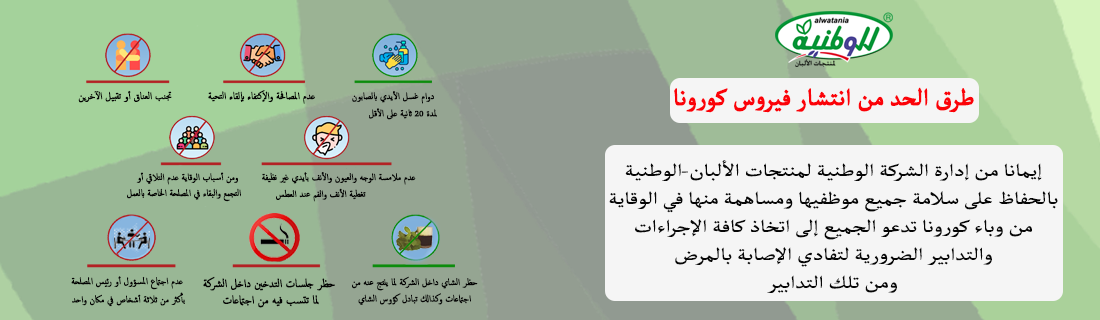 alwatania
الوطنية
لمنتجات الألبان
®
طرق الحد من انتشار فيروس كورونا
إيمانا من إدارة الشركة الوطنية لمنتجات الألبان-الوطنية
بالحفاظ على سلامة جميع موظفيها ومساهمة منها في الوقاية
من وباء كورونا تدعو الجميع إلى اتخاذ كافة الإجراءات
والتدابير الضرورية لتفادي الإصابة بالمرض
ومن تلك التدابير
دوام غسل الأيدي بالصابون
لمدة 20 ثانية على الأقل
عدم المصافحة والإكتفاء بإلقاء التحية
تجنب العناق أو تقبيل الآخرين
عدم ملامسة الوجه والعيون والأنف بأيدي غير نظيفة
تغطية الأنف والفم عند العطس
ومن أسباب الوقاية عدم التلاقي أو
التجمع والبقاء في المصلحة الخاصة بالعمل
حظر الشاي داخل الشركة لما ينتج عنه من
اجتماعات وكذالك تبادل كؤوس الشاي
حظر جلسات التدخين داخل الشركة
لما تتسبب فيه من اجتماعات
عدم اجتماع المسؤول أو رئيس المصلحة
بأكثر من ثلاثة أشخاص في مكان واحد